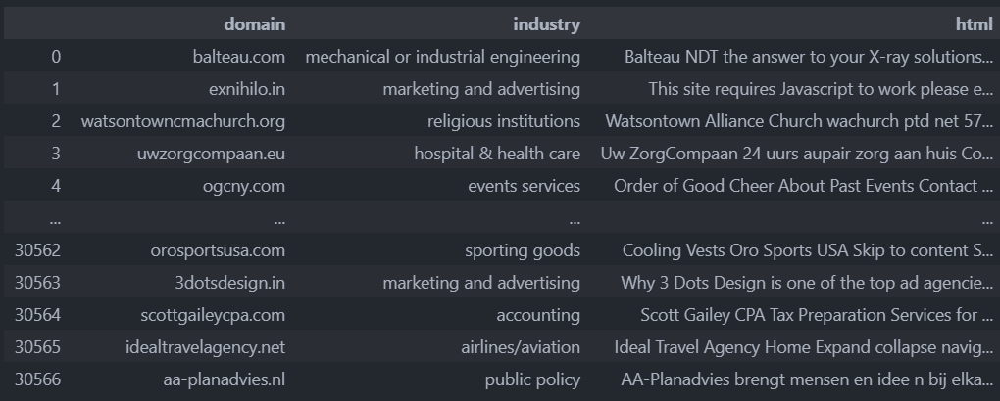 domain industry html
0 balteau.com mechanical or industrial engineering Balteau NDT the answer to your X-ray solutions...
1 exnihilo.in marketing and advertising This site requires Javascript to work please e...
2 watsontowncmachurch.org religious institutions Watsontown Alliance Church wachurch ptd net 57...
3 uwzorgcompaan.eu hospital & health care Uw ZorgCompaan 24 uurs aupair zorg aan huis Co...
4 ogcny.com events services Order of Good Cheer About Past Events Contact ...
... ... ... ...
30562 orosportsusa.com sporting goods Cooling Vests Oro Sports USA Skip to content S...
30563 3dotsdesign.in marketing and advertising Why 3 Dots Design is one of the top ad agencie...
30564 scottgaileycpa.com accounting Scott Gailey CPA Tax Preparation Services for ...
30565 idealtravelagency.net airlines/aviation Ideal Travel Agency Home Expand collapse navig...
30566 aa-planadvies.nl public policy AA-Planadvies brengt mensen en idee n bij elka...